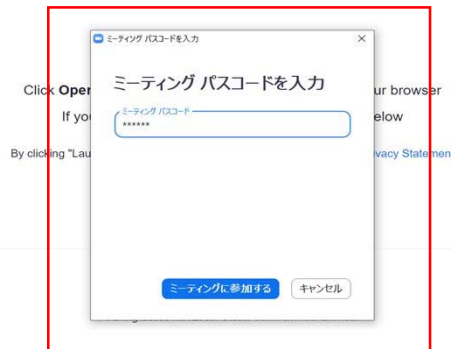 ミーティング パスコードを入力
ミーティング パスコードを入力
Click Oper
ur browser
If you
elow
ミーティング パスコード
******
By clicking "Lau
vacy Statemen
ミーティングに参加する
キャンセル